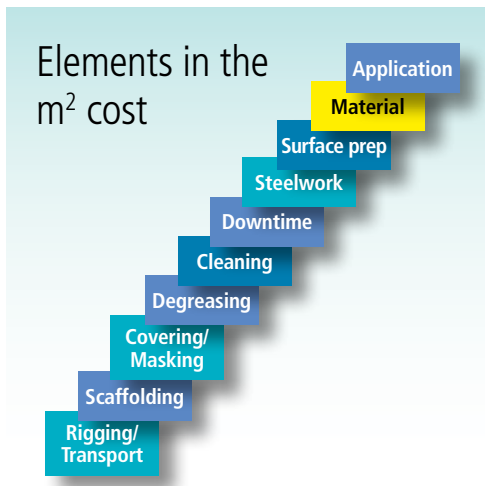 Elements in the
m² cost
Application
Material
Surface prep
Steelwork
Downtime
Cleaning
Degreasing
Covering/
Masking
Scaffolding
Rigging/
Transport